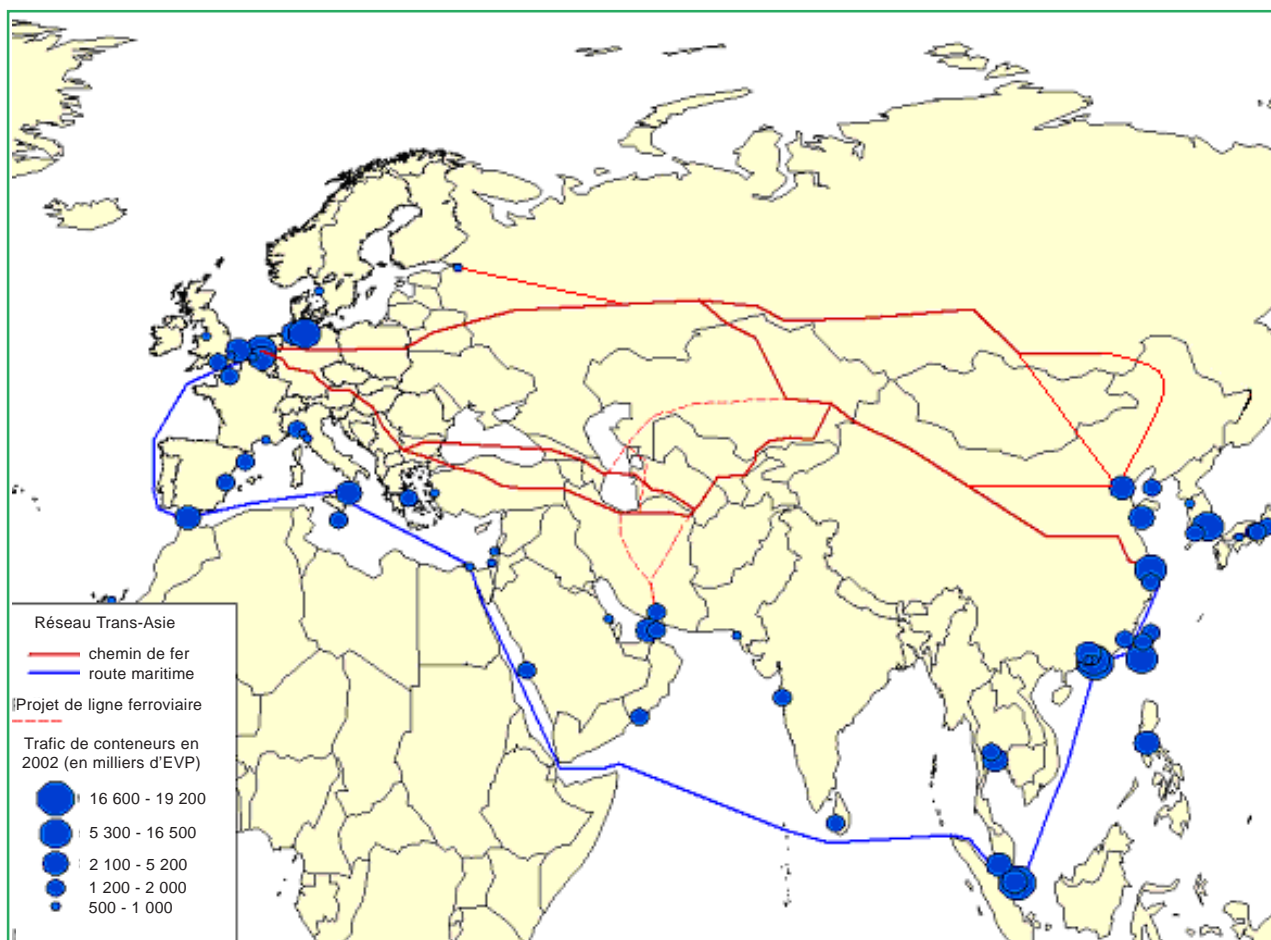 Réseau Trans-Asie
chemin de fer
route maritime
Projet de ligne ferroviaire
Trafic de conteneurs en
2002 (en milliers d'EVP)
16 600 - 19 200
5 300 - 16 500
2 100 - 5 200
1 200 - 2 000
500 - 1 000